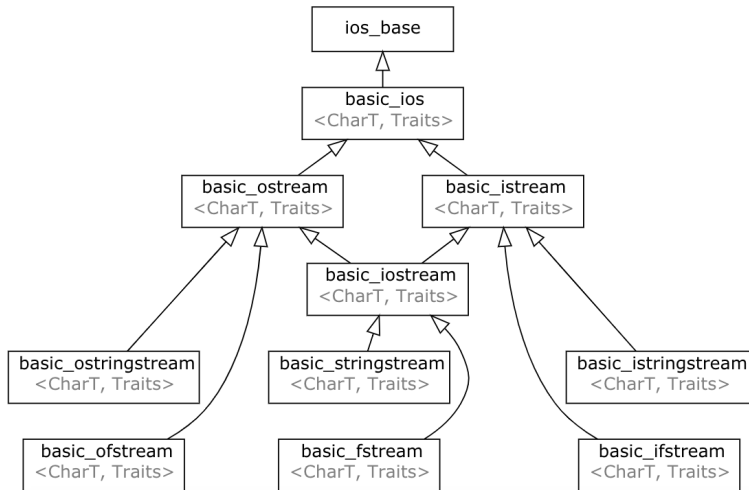 ios_base
basic_ios
<CharT, Traits>
basic_ostream
<CharT, Traits>
basic_istream
<CharT, Traits>
basic_iostream
<CharT, Traits>
basic_ostringstream
<CharT, Traits>
basic_stringstream
<CharT, Traits>
basic_istringstream
<CharT, Traits>
basic_ofstream
<CharT, Traits>
basic_fstream
<CharT, Traits>
basic_ifstream
<CharT, Traits>